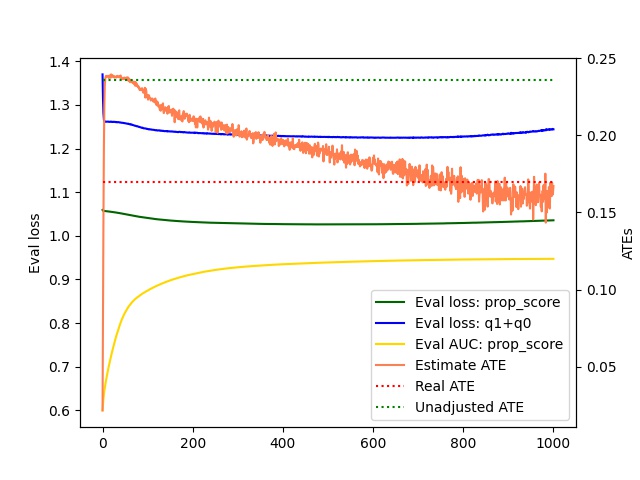 1.4
1.3
1.2
1.1
1.0
0.9
0.8
0.7
0.6
Eval loss
0
200
400
600
800
1000
0.25
0.20
0.15
0.10
0.05
ATEs
Eval loss: prop_score
Eval loss: q1+q0
Eval AUC: prop_score
Estimate ATE
Real ATE
Unadjusted ATE